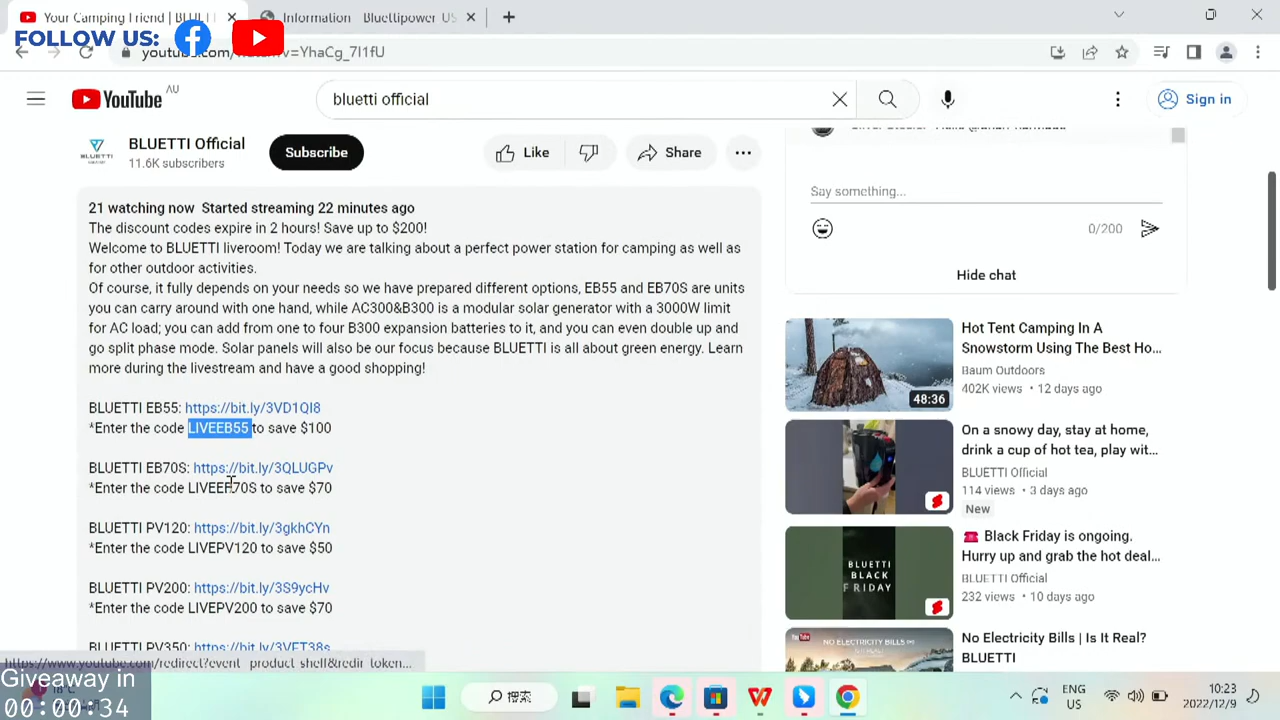 Your Camping Friend | BLUETT
Information - Bluettipower US
FOLLOW US:
YhaCg_7I1fU
YouTube AU
bluetti official
Sign in
BLUETTI Official
11.6K subscribers
Subscribe
Like
Share
21 watching now Started streaming 22 minutes ago
The discount codes expire in 2 hours! Save up to $200!
Welcome to BLUETTI liveroom! Today we are talking about a perfect power station for camping as well as
for other outdoor activities.
Of course, it fully depends on your needs so we have prepared different options, EB55 and EB70S are units
you can carry around with one hand, while AC300&B300 is a modular solar generator with a 3000W limit
for AC load; you can add from one to four B300 expansion batteries to it, and you can even double up and
go split phase mode. Solar panels will also be our focus because BLUETTI is all about green energy. Learn
more during the livestream and have a good shopping!
BLUETTI EB55: https://bit.ly/3VD1QI8
*Enter the code LIVEEB55 to save $100
BLUETTI EB70S: https://bit.ly/3QLUGPv
*Enter the code to save $70
BLUETTI PV120: https://bit.ly/3gkhCYn
*Enter the code LIVEPV120 to save $50
BLUETTI PV200: https://bit.ly/3S9ycHv
*Enter the code LIVEPV200 to save $70
BLUETTI PV350: https://bit.ly/3VFT38s
https://www.youtube.com/redirect?event_product_shelf&redir_token...
Say something...
0/200
Hide chat
48:36
Hot Tent Camping In A
Snowstorm Using The Best Ho...
Baum Outdoors
402K views • 12 days ago
On a snowy day, stay at home,
drink a cup of hot tea, play wit...
BLUETTI Official
114 views • 3 days ago
New
BLUETTI
BLACK
FRIDAY
Black Friday is ongoing.
Hurry up and grab the hot deal...
BLUETTI Official
232 views • 10 days ago
NO ELECTRICITY BILLS
No Electricity Bills | Is It Real?
BLUETTI
Giveaway in
00:00:34
搜索
ENG
US
10:23
2022/12/9